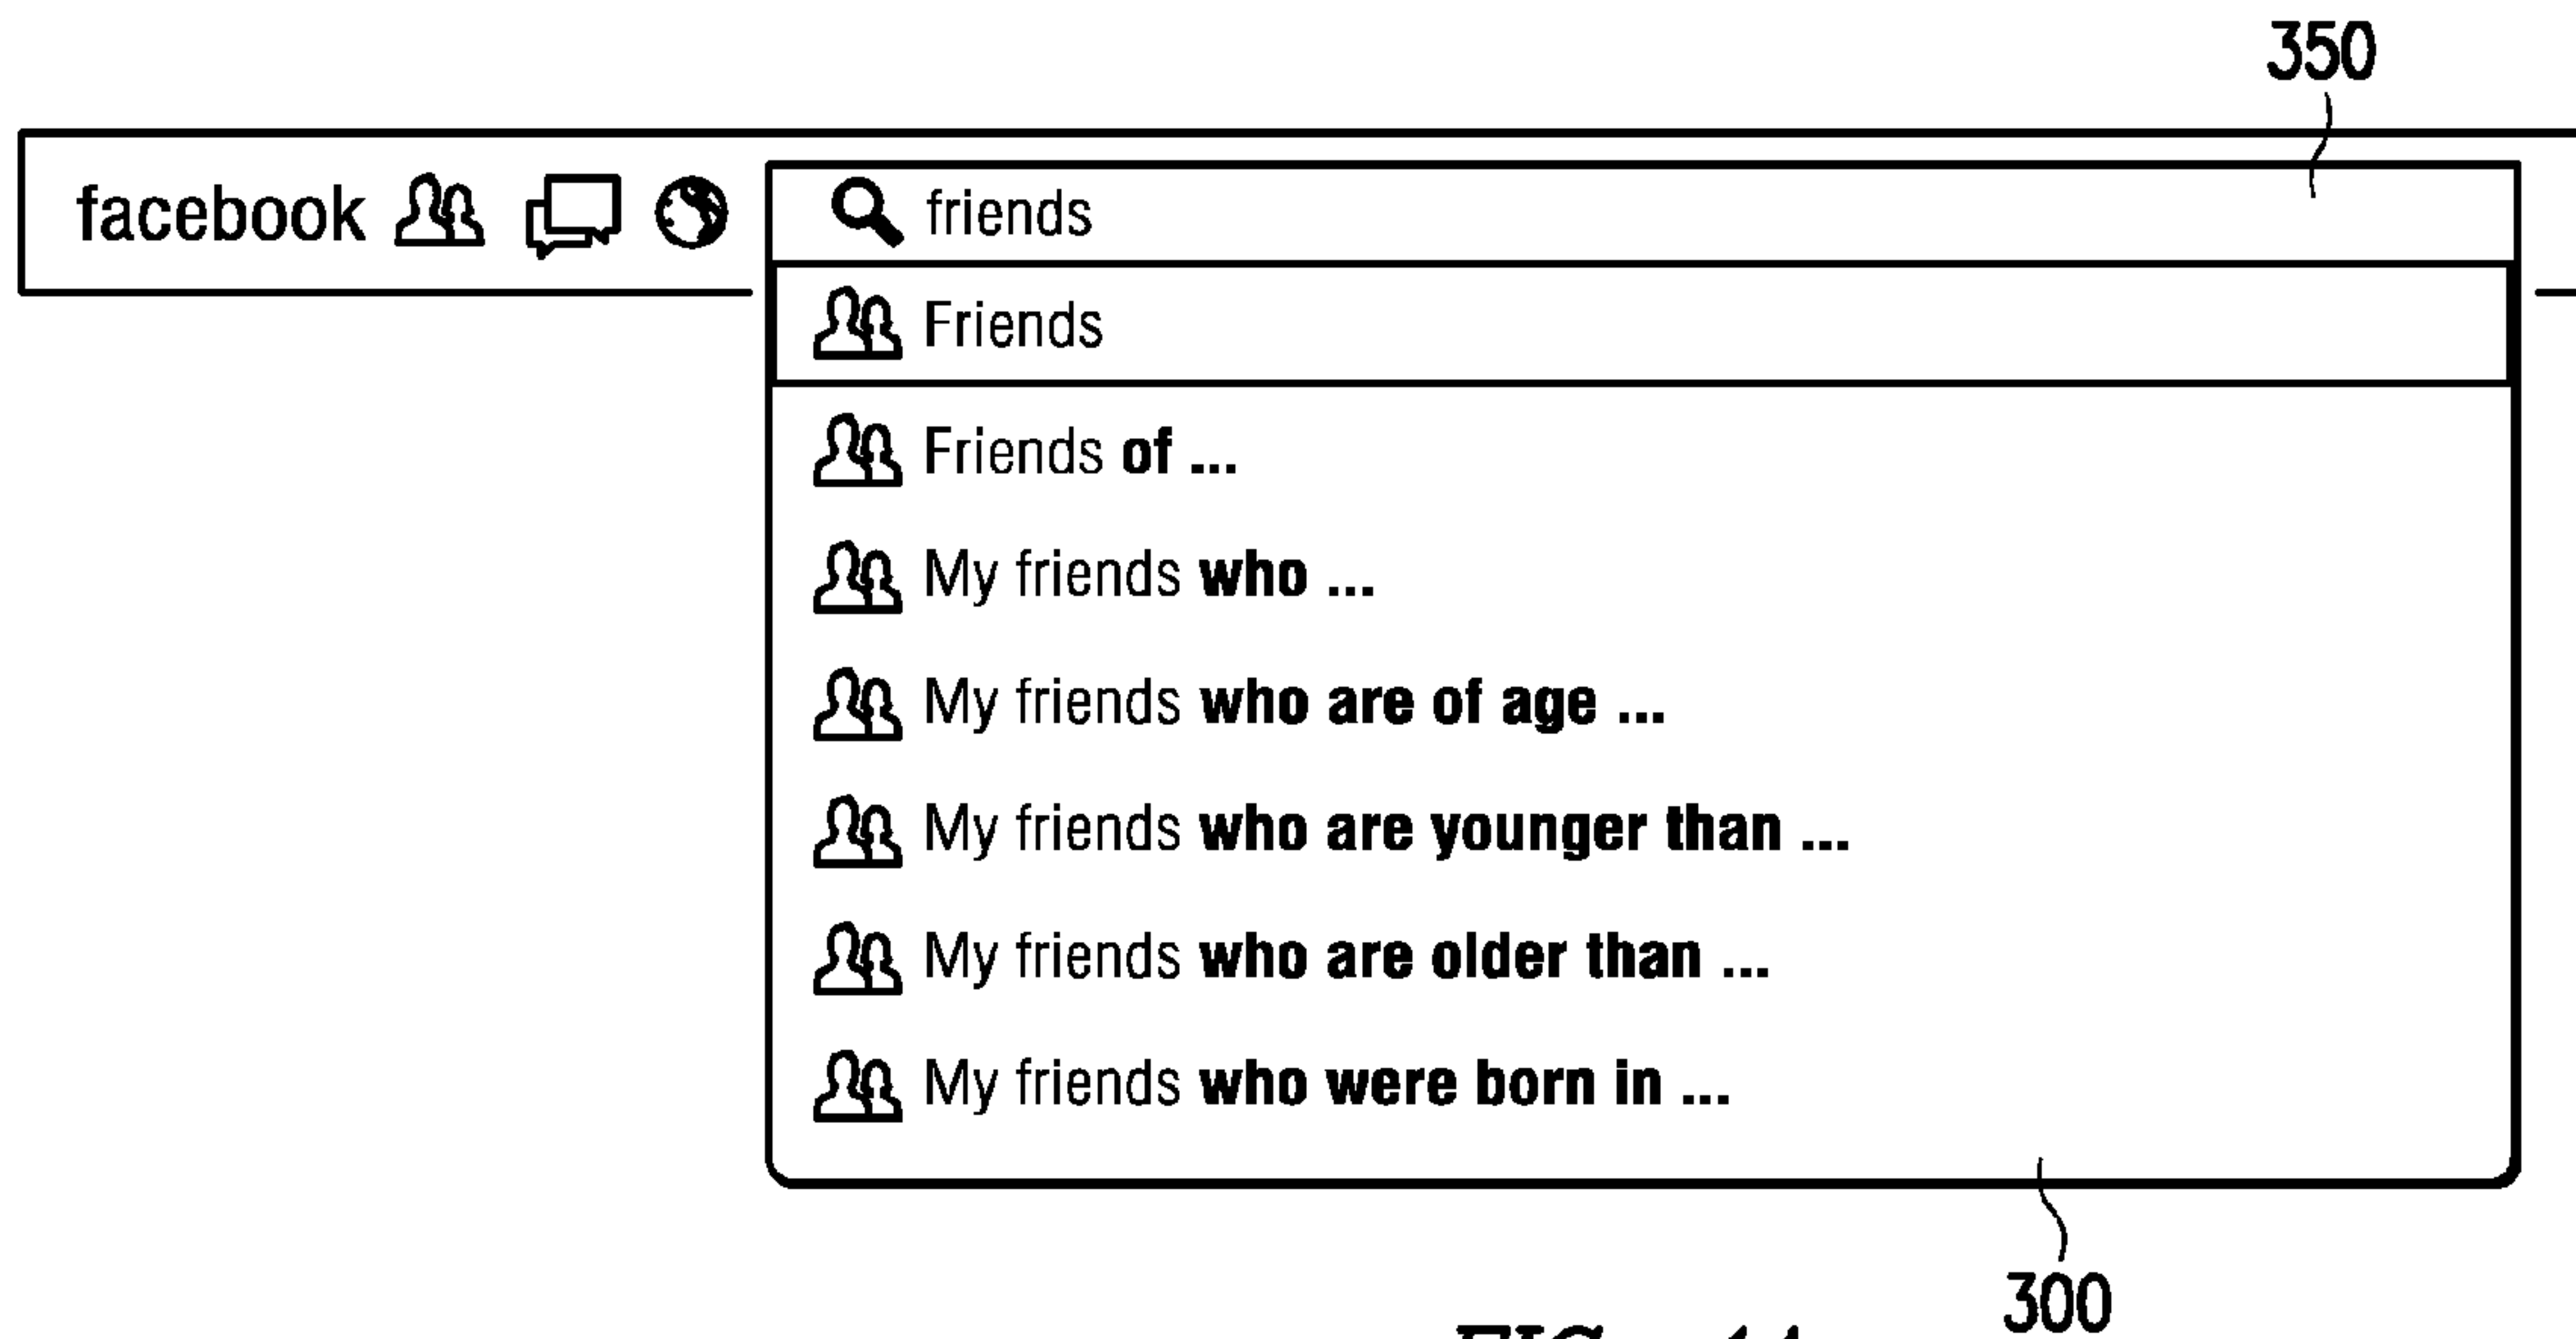 350
facebook
friends
Friends
Friends of ...
My friends who ...
My friends who are of age ...
My friends who are younger than ...
My friends who are older than ...
My friends who were born in ...
300